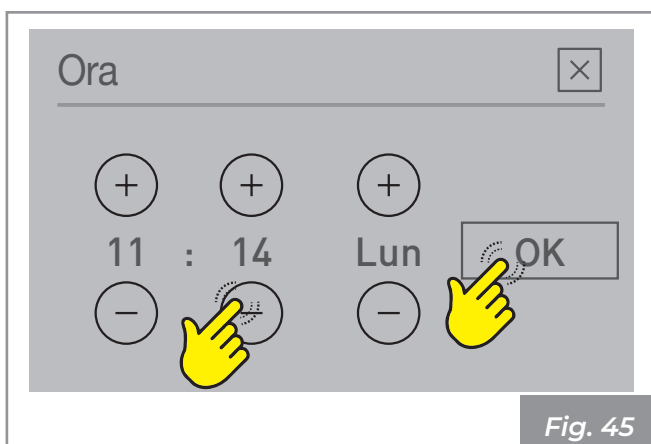 Ora ×
+ + +
11 : 14 Lun OK
− − −
Fig. 45